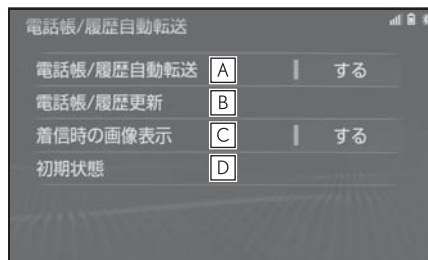 電話帳/履歴自動転送
電話帳/履歴自動転送 A する
電話帳/履歴更新 B
着信時の画像表示 C する
初期状態 D